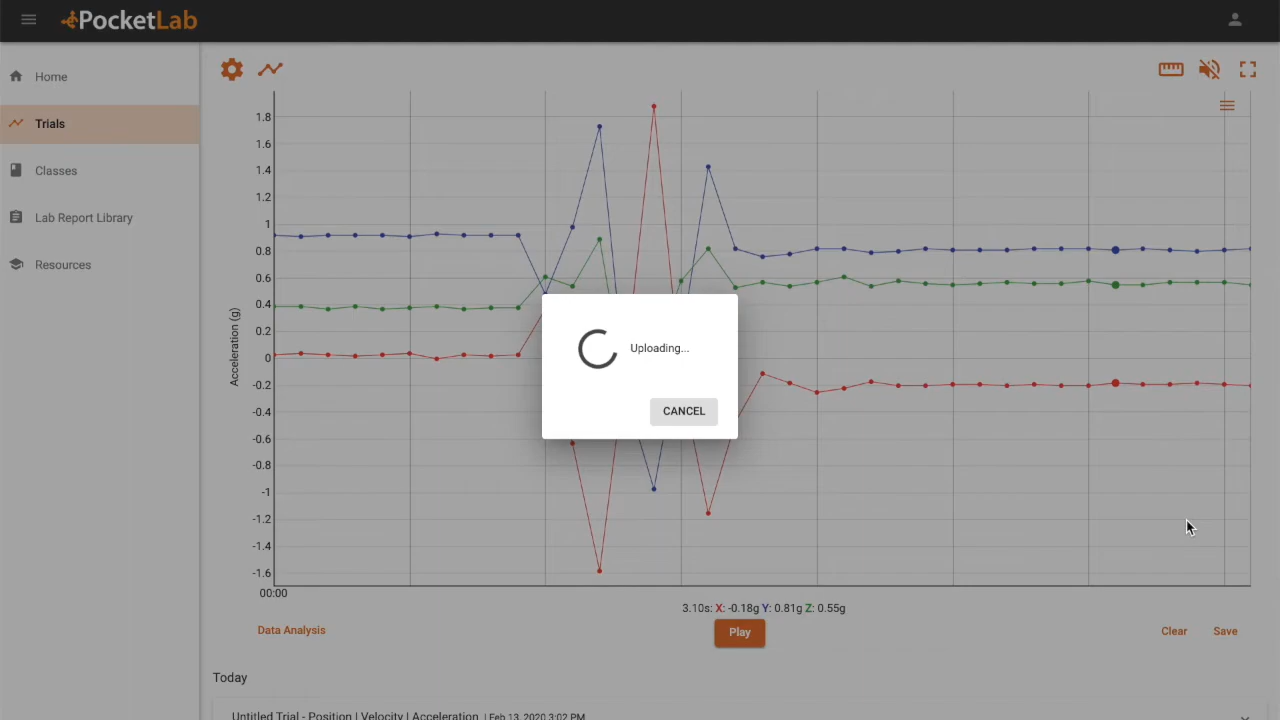 PocketLab
Home
Trials
Classes
Lab Report Library
Resources
1.8
1.6
1.4
1.2
1
0.8
0.6
0.4
0.2
0
-0.2
-0.4
-0.6
-0.8
-1
-1.2
-1.4
-1.6
Acceleration (g)
00:00
Uploading...
CANCEL
3.10s: X: -0.18g Y: 0.81g Z: 0.55g
Data Analysis
Play
Clear
Save
Today
Untitled Trial - Position | Velocity | Acceleration | Feb 13, 2020 3:02 PM